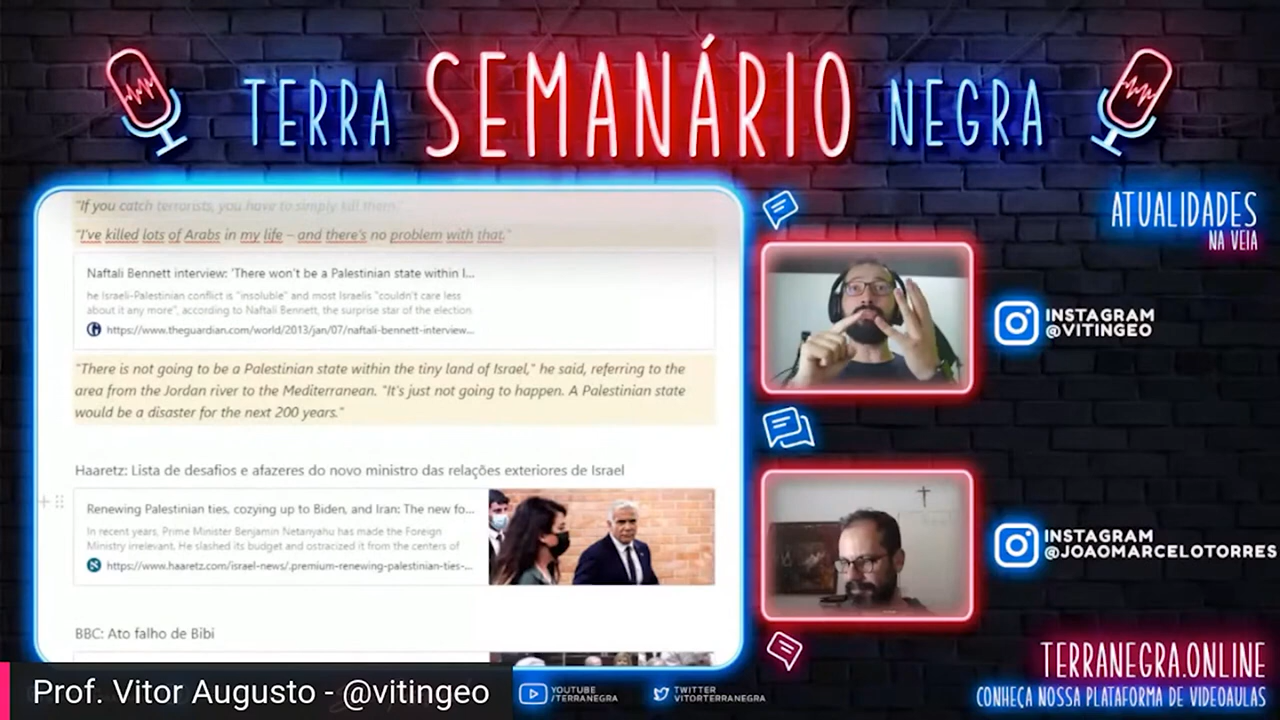 TERRA SEMANÁRIO NEGRA
"If you catch terrorists, you have to simply kill them."
"I've killed lots of Arabs in my life – and there's no problem with that."
Naftali Bennett interview: 'There won't be a Palestinian state within I...
he Israeli-Palestinian conflict is "insoluble" and most Israelis "couldn't care less
about it any more", according to Naftali Bennett, the surprise star of the election
https://www.theguardian.com/world/2013/jan/07/naftali-bennett-interview...
"There is not going to be a Palestinian state within the tiny land of Israel," he said, referring to the
area from the Jordan river to the Mediterranean. "It's just not going to happen. A Palestinian state
would be a disaster for the next 200 years."
Haaretz: Lista de desafios e afazeres do novo ministro das relações exteriores de Israel
Renewing Palestinian ties, cozying up to Biden, and Iran: The new fo...
In recent years, Prime Minister Benjamin Netanyahu has made the Foreign
Ministry irrelevant. He slashed its budget and ostracized it from the centers of
https://www.haaretz.com/israel-news/.premium-renewing-palestinian-ties-...
BBC: Ato falho de Bibi
ATUALIDADES
NA VEIA
INSTAGRAM
@VITINGEO
INSTAGRAM
@JOAOMARCELOTORRES
TERRANEGRA.ONLINE
CONHEÇA NOSSA PLATAFORMA DE VIDEOAULAS
Prof. Vitor Augusto - @vitingeo
YOUTUBE
/TERRANEGRA
TWITTER
VITORTERRANEGRA